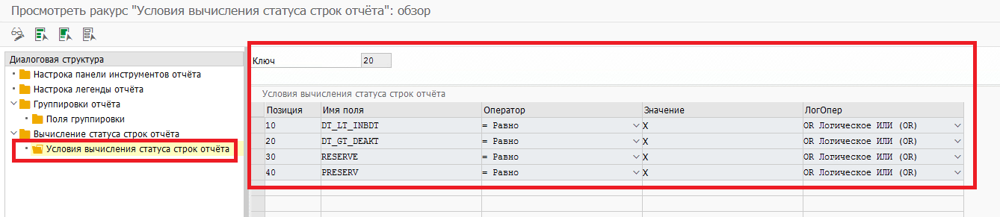 Просмотреть ракурс "Условия вычисления статуса строк отчёта": обзор
Диалоговая структура
Настрока панели инструментов отчёта
Настрока легенды отчёта
Группировки отчёта
Поля группировки
Вычисление статуса строк отчёта
Условия вычисления статуса строк отчёта
Ключ 20
Условия вычисления статуса строк отчёта
Позиция Имя поля Оператор Значение ЛогОпер
10 DT_LT_INBDT = Равно X OR Логическое ИЛИ (OR)
20 DT_GT_DEAKT = Равно X OR Логическое ИЛИ (OR)
30 RESERVE = Равно X OR Логическое ИЛИ (OR)
40 PRESERV = Равно X OR Логическое ИЛИ (OR)